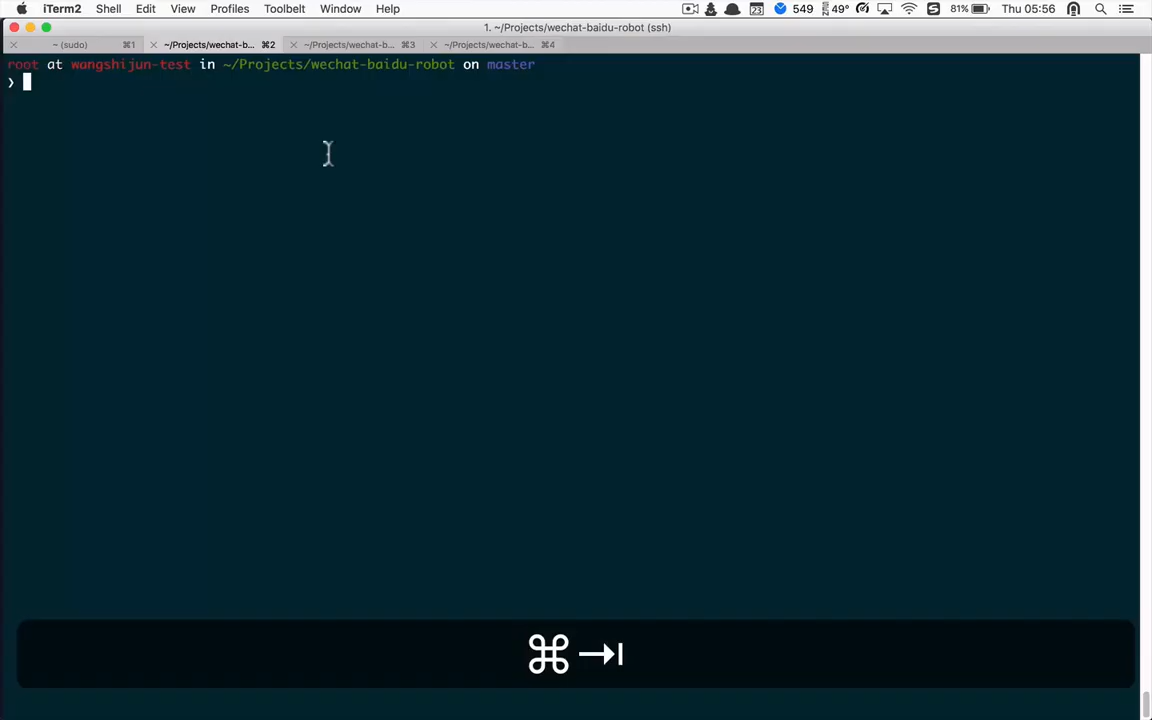 iTerm2 Shell Edit View Profiles Toolbelt Window Help 23 549 49° 81% Thu 05:56
1. ~/Projects/wechat-baidu-robot (ssh)
~ (sudo) ⌘1 ~/Projects/wechat-b... ⌘2 ~/Projects/wechat-b... ⌘3 ~/Projects/wechat-b... ⌘4
root at wangshijun-test in ~/Projects/wechat-baidu-robot on master
❯
⌘⇥